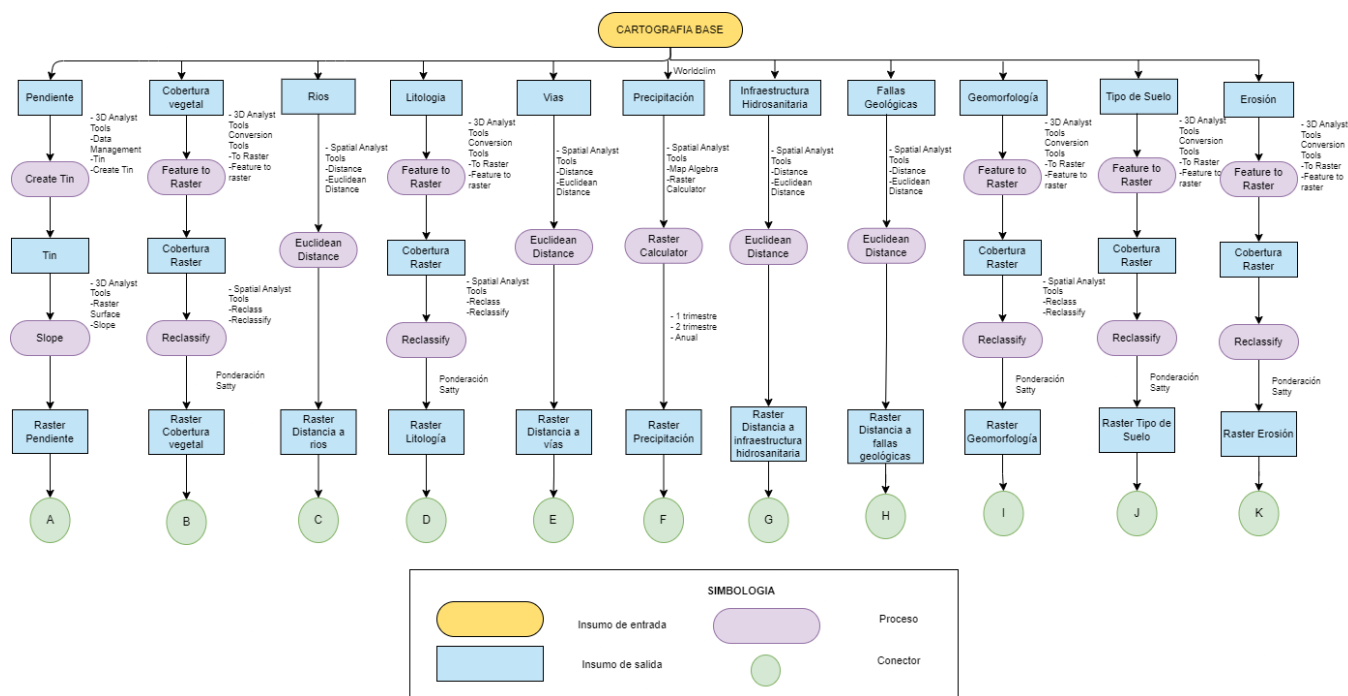 CARTOGRAFIA BASE
Worldclim
Pendiente
Cobertura
vegetal
Rios
Litologia
Vias
Precipitación
Infraestructura
Hidrosanitaria
Fallas
Geológicas
Geomorfología
Tipo de Suelo
Erosión
- 3D Analyst
Tools
-Data
Management
-Tin
-Create Tin
- 3D Analyst
Tools
Conversion
Tools
-To Raster
-Feature to
raster
- Spatial Analyst
Tools
-Distance
-Euclidean
Distance
- 3D Analyst
Tools
Conversion
Tools
-To Raster
-Feature to
raster
- Spatial Analyst
Tools
-Distance
-Euclidean
Distance
- Spatial Analyst
Tools
-Map Algebra
-Raster
Calculator
- Spatial Analyst
Tools
-Distance
-Euclidean
Distance
- Spatial Analyst
Tools
-Distance
-Euclidean
Distance
- 3D Analyst
Tools
Conversion
Tools
-To Raster
-Feature to
raster
- 3D Analyst
Tools
Conversion
Tools
-To Raster
-Feature to
raster
- 3D Analyst
Tools
Conversion
Tools
-To Raster
-Feature to
raster
Create Tin
Feature to
Raster
Feature to
Raster
Feature to
Raster
Feature to
Raster
Feature to
Raster
Tin
Cobertura
Raster
Euclidean
Distance
Cobertura
Raster
Euclidean
Distance
Raster
Calculator
Euclidean
Distance
Euclidean
Distance
Cobertura
Raster
Cobertura
Raster
Cobertura
Raster
- 3D Analyst
Tools
-Raster
Surface
-Slope
- Spatial Analyst
Tools
-Reclass
-Reclassify
- Spatial Analyst
Tools
-Reclass
-Reclassify
- 1 trimestre
- 2 trimestre
- Anual
- Spatial Analyst
Tools
-Reclass
-Reclassify
Slope
Reclassify
Reclassify
Reclassify
Reclassify
Reclassify
Ponderación
Satty
Ponderación
Satty
Ponderación
Satty
Ponderación
Satty
Ponderación
Satty
Raster
Pendiente
Raster
Cobertura
vegetal
Raster
Distancia a
rios
Raster
Litología
Raster
Distancia a
vías
Raster
Precipitación
Raster
Distancia a
infraestructura
hidrosanitaria
Raster
Distancia a
fallas
geológicas
Raster
Geomorfología
Raster Tipo de
Suelo
Raster Erosión
A
B
C
D
E
F
G
H
I
J
K
SIMBOLOGIA
Insumo de entrada
Proceso
Insumo de salida
Conector